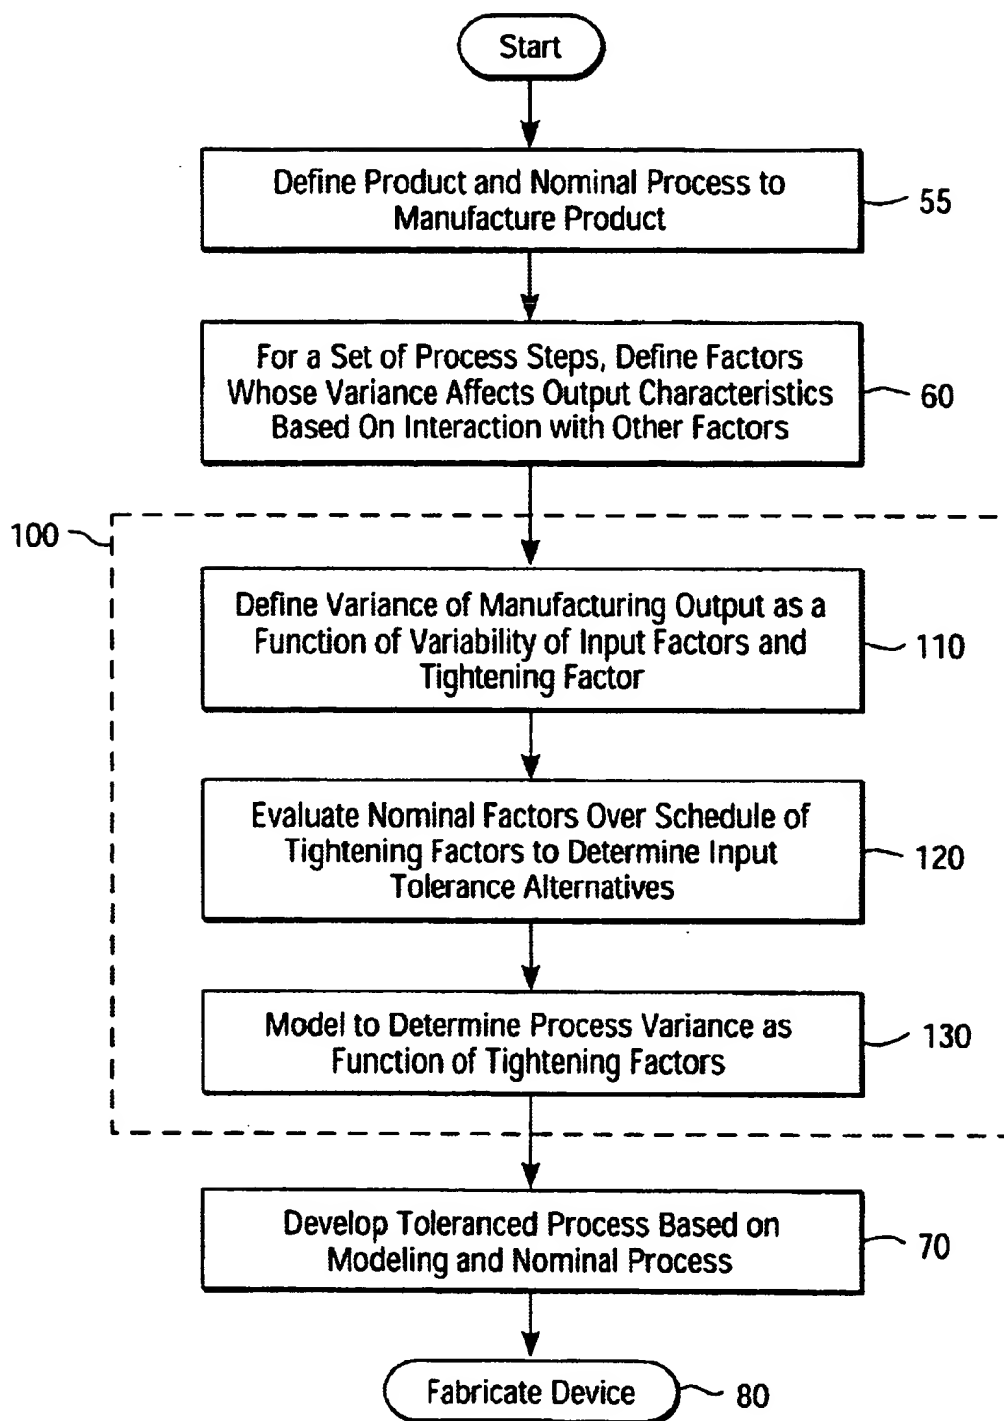 Start
Define Product and Nominal Process to
Manufacture Product
55
For a Set of Process Steps, Define Factors
Whose Variance Affects Output Characteristics
Based On Interaction with Other Factors
60
100
Define Variance of Manufacturing Output as a
Function of Variability of Input Factors and
Tightening Factor
110
Evaluate Nominal Factors Over Schedule of
Tightening Factors to Determine Input
Tolerance Alternatives
120
Model to Determine Process Variance as
Function of Tightening Factors
130
Develop Toleranced Process Based on
Modeling and Nominal Process
70
Fabricate Device
80